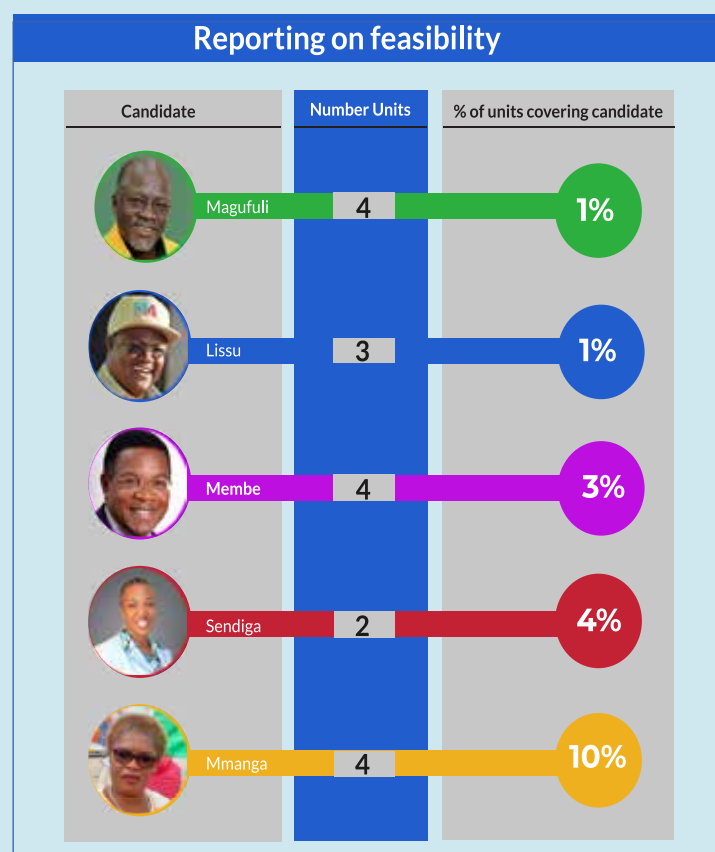 Reporting on feasibility
Candidate Number Units % of units covering candidate
Magufuli 4 1%
Lissu 3 1%
Membe 4 3%
Sendiga 2 4%
Mmanga 4 10%